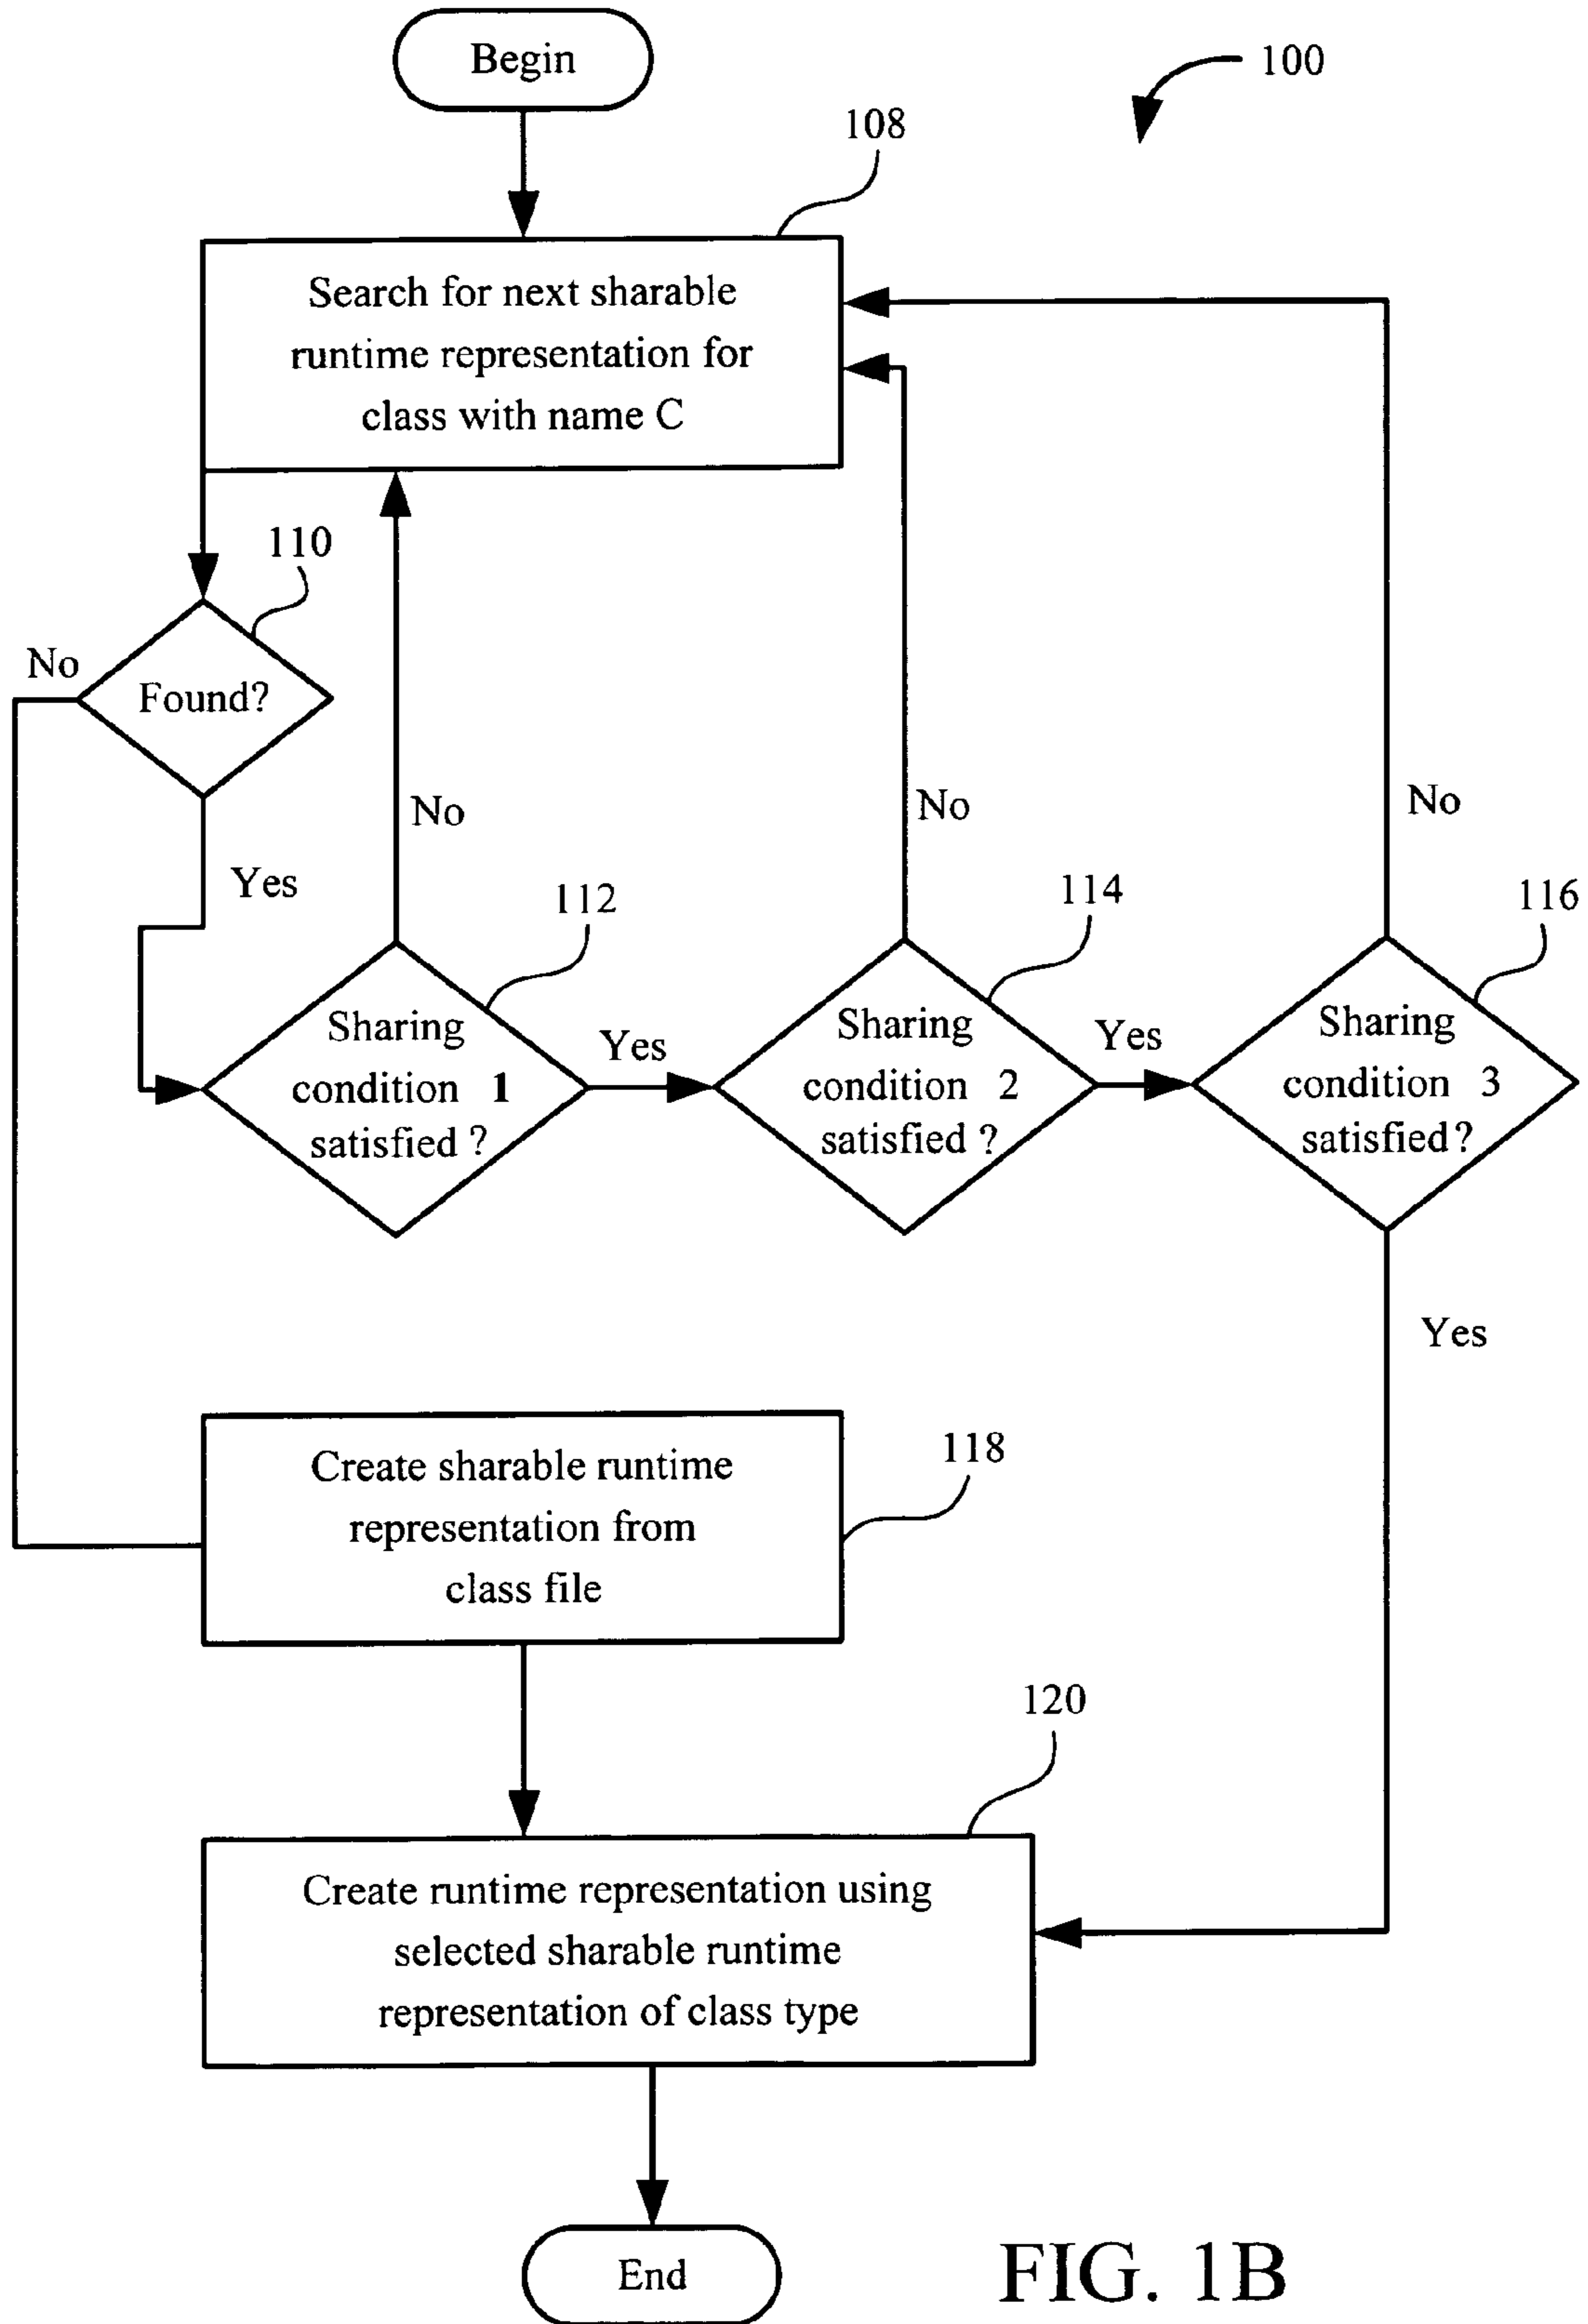 Begin
100
108
Search for next sharable
runtime representation for
class with name C
110
No
Found?
No
No
No
Yes
112
114
116
Sharing
condition 1
satisfied ?
Yes
Sharing
condition 2
satisfied ?
Yes
Sharing
condition 3
satisfied?
Yes
118
Create sharable runtime
representation from
class file
120
Create runtime representation using
selected sharable runtime
representation of class type
End
FIG. 1B